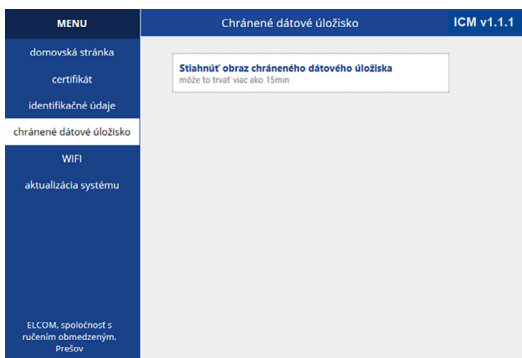 MENU
Chránené dátové úložisko
ICM v1.1.1
domovská stránka
certifikát
identifikačné údaje
chránené dátové úložisko
WIFI
aktualizácia systému
Stiahnúť obraz chráneného dátového úložiska
môže to trvať viac ako 15min
ELCOM, spoločnosť s
ručením obmedzeným,
Prešov